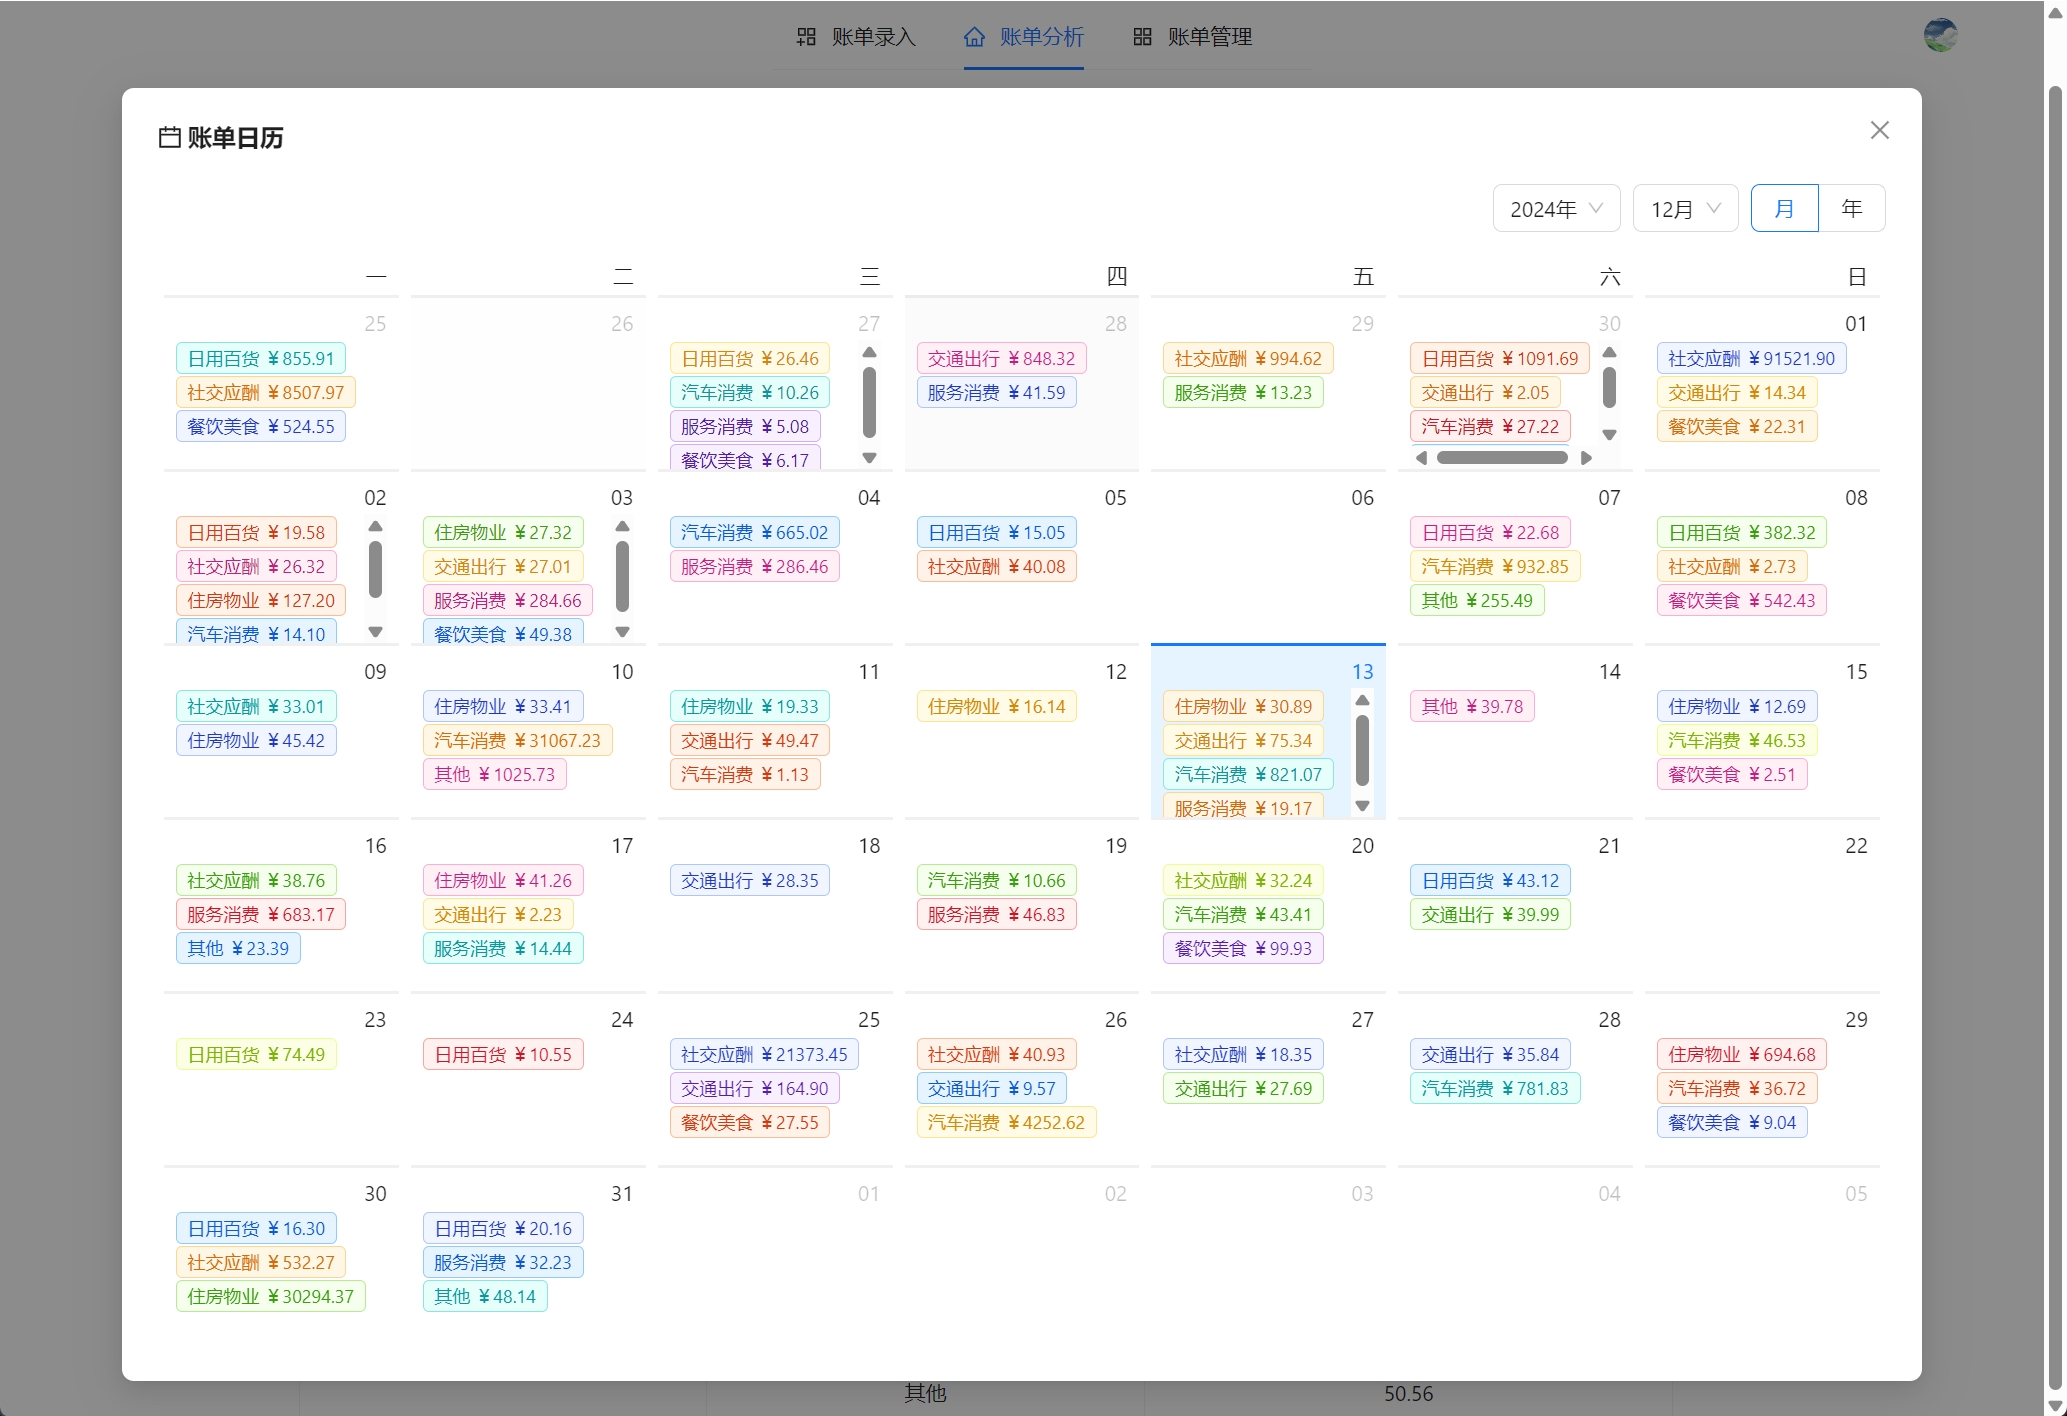 账单录入
账单分析
账单管理
账单日历
2024年
12月
月
年
一 二 三 四 五 六 日
25
日用百货 ¥855.91
社交应酬 ¥8507.97
餐饮美食 ¥524.55
26
27
日用百货 ¥26.46
汽车消费 ¥10.26
服务消费 ¥5.08
餐饮美食 ¥6.17
28
交通出行 ¥848.32
服务消费 ¥41.59
29
社交应酬 ¥994.62
服务消费 ¥13.23
30
日用百货 ¥1091.69
交通出行 ¥2.05
汽车消费 ¥27.22
01
社交应酬 ¥91521.90
交通出行 ¥14.34
餐饮美食 ¥22.31
02
日用百货 ¥19.58
社交应酬 ¥26.32
住房物业 ¥127.20
汽车消费 ¥14.10
03
住房物业 ¥27.32
交通出行 ¥27.01
服务消费 ¥284.66
餐饮美食 ¥49.38
04
汽车消费 ¥665.02
服务消费 ¥286.46
05
日用百货 ¥15.05
社交应酬 ¥40.08
06
07
日用百货 ¥22.68
汽车消费 ¥932.85
其他 ¥255.49
08
日用百货 ¥382.32
社交应酬 ¥2.73
餐饮美食 ¥542.43
09
社交应酬 ¥33.01
住房物业 ¥45.42
10
住房物业 ¥33.41
汽车消费 ¥31067.23
其他 ¥1025.73
11
住房物业 ¥19.33
交通出行 ¥49.47
汽车消费 ¥1.13
12
住房物业 ¥16.14
13
住房物业 ¥30.89
交通出行 ¥75.34
汽车消费 ¥821.07
服务消费 ¥19.17
14
其他 ¥39.78
15
住房物业 ¥12.69
汽车消费 ¥46.53
餐饮美食 ¥2.51
16
社交应酬 ¥38.76
服务消费 ¥683.17
其他 ¥23.39
17
住房物业 ¥41.26
交通出行 ¥2.23
服务消费 ¥14.44
18
交通出行 ¥28.35
19
汽车消费 ¥10.66
服务消费 ¥46.83
20
社交应酬 ¥32.24
汽车消费 ¥43.41
餐饮美食 ¥99.93
21
日用百货 ¥43.12
交通出行 ¥39.99
22
23
日用百货 ¥74.49
24
日用百货 ¥10.55
25
社交应酬 ¥21373.45
交通出行 ¥164.90
餐饮美食 ¥27.55
26
社交应酬 ¥40.93
交通出行 ¥9.57
汽车消费 ¥4252.62
27
社交应酬 ¥18.35
交通出行 ¥27.69
28
交通出行 ¥35.84
汽车消费 ¥781.83
29
住房物业 ¥694.68
汽车消费 ¥36.72
餐饮美食 ¥9.04
30
日用百货 ¥16.30
社交应酬 ¥532.27
住房物业 ¥30294.37
31
日用百货 ¥20.16
服务消费 ¥32.23
其他 ¥48.14
01
02
03
04
05
其他 50.56